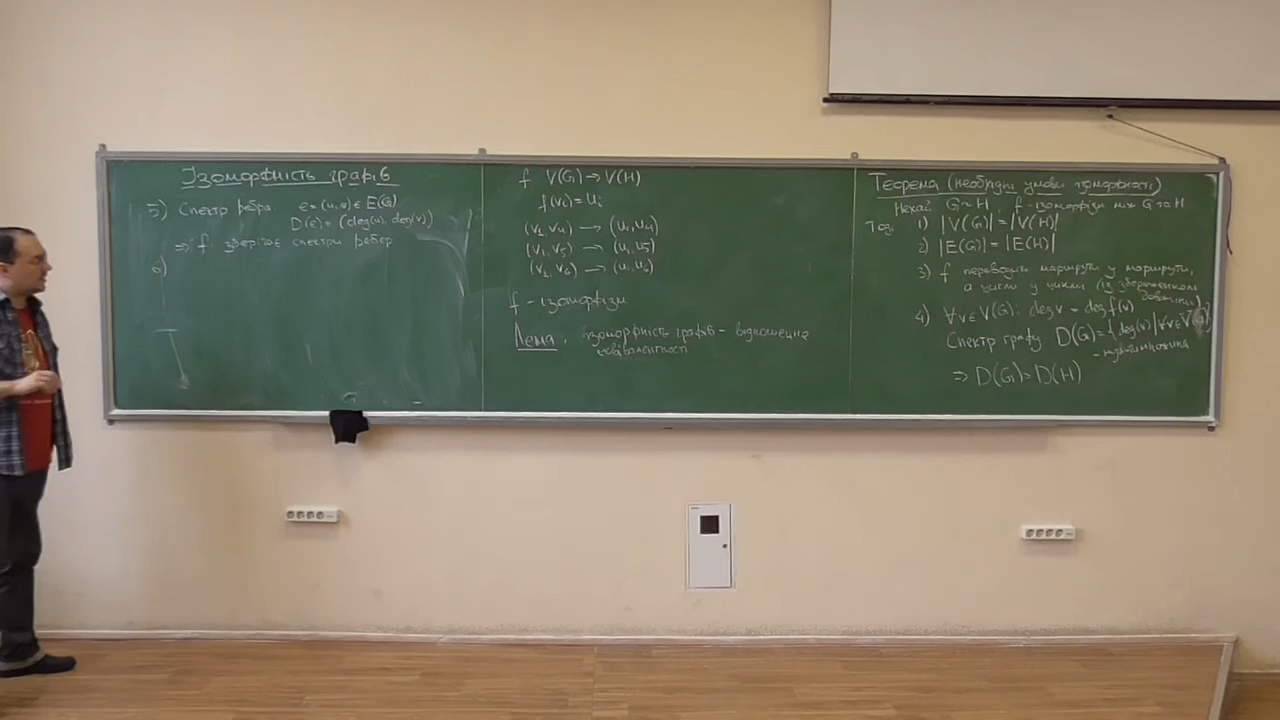 Ізоморфність графів
5) Спектр ребра e=(u,v) ∈ E(G)
D(e) = (deg(u), deg(v))
⇒ f зберігає спектри ребер
6)
f V(G) → V(H)
f(vi) = ui
(v1, v4) → (u1, u4)
(v1, v5) → (u1, u5)
(v1, v6) → (u1, u6)
f - ізоморфізм
Лема. Ізоморфність графів - відношення
еквівалентності
Теорема (необхідні умови ізоморфності)
Нехай G ≃ H f - ізоморфізм між G та H
Тоді 1) |V(G)| = |V(H)|
2) |E(G)| = |E(H)|
3) f переводить маршрути у маршрути,
а цикли у цикли (із збереженням
довжини)
4) ∀v ∈ V(G): deg v = deg f(v)
Спектр графу D(G) = { deg(v) | ∀v ∈ V(G)}
- мультимножина
⇒ D(G) = D(H)